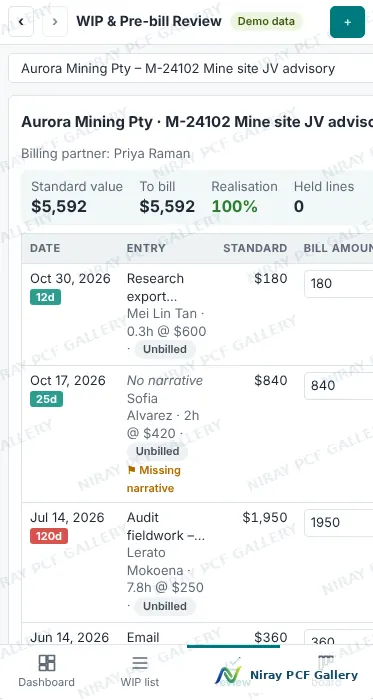 ‹ › WIP & Pre-bill Review Demo data +
Aurora Mining Pty – M-24102 Mine site JV advisory
Aurora Mining Pty · M-24102 Mine site JV
Billing partner: Priya Raman
Standard value To bill Realisation Held lines
$5,592 $5,592 100% 0
DATE ENTRY STANDARD BILL
Oct 30, 2026 Research $180 180
12d export...
Mei Lin Tan ·
0.3h @ $600
· Unbilled
Oct 17, 2026 No narrative $840 840
25d Sofia
Alvarez · 2h
@ $420 ·
Unbilled
⚑ Missing
narrative
Jul 14, 2026 Audit $1,950 1950
120d fieldwork –...
Lerato
Mokoena ·
7.8h @ $250
· Unbilled
Jun 14, 2026 Email $360 360
Dashboard WIP list
Niray PCF Gallery
NIRAY PCF GALLERY